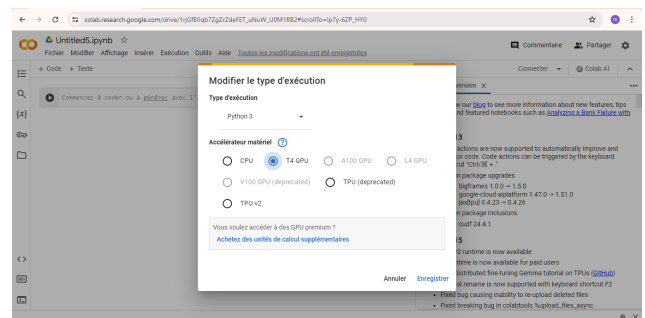 colab.research.google.com/drive/1rjGfB5qb7ZgZrZdeFET_uNuW_U0M1R82#scrollTo=Ip7y-6ZP_HY0
Untitled5.ipynb
Commentaire Partager
Fichier Modifier Affichage Insérer Exécution Outils Aide Toutes les modifications ont été enregistrées
+ Code + Texte
Connecter Colab AI
Commencez à coder ou à générer avec l'
Modifier le type d'exécution
Type d'exécution
Python 3
Accélérateur matériel
CPU T4 GPU A100 GPU L4 GPU
V100 GPU (deprecated) TPU (deprecated)
TPU v2
Vous voulez accéder à des GPU premium ?
Achetez des unités de calcul supplémentaires
Annuler Enregistrer
version
our blog to see more information about new features, tips
nd featured notebooks such as Analyzing a Bank Failure with
3
actions are now supported to automatically improve and
or code. Code actions can be triggered by the keyboard
cut "Ctrl/⌘ + ."
n package upgrades
bigframes 1.0.0 -> 1.5.0
google-cloud-aiplatform 1.47.0 -> 1.51.0
jax[tpu] 0.4.23 -> 0.4.26
n package inclusions
cudf 24.4.1
5
v2 runtime is now available
ntime is now available for paid users
distributed fine-tuning Gemma tutorial on TPUs (GitHub)
ol rename is now supported with keyboard shortcut F2
Fixed bug causing inability to re-upload deleted files
Fixed breaking bug in colabtools %upload_files_async